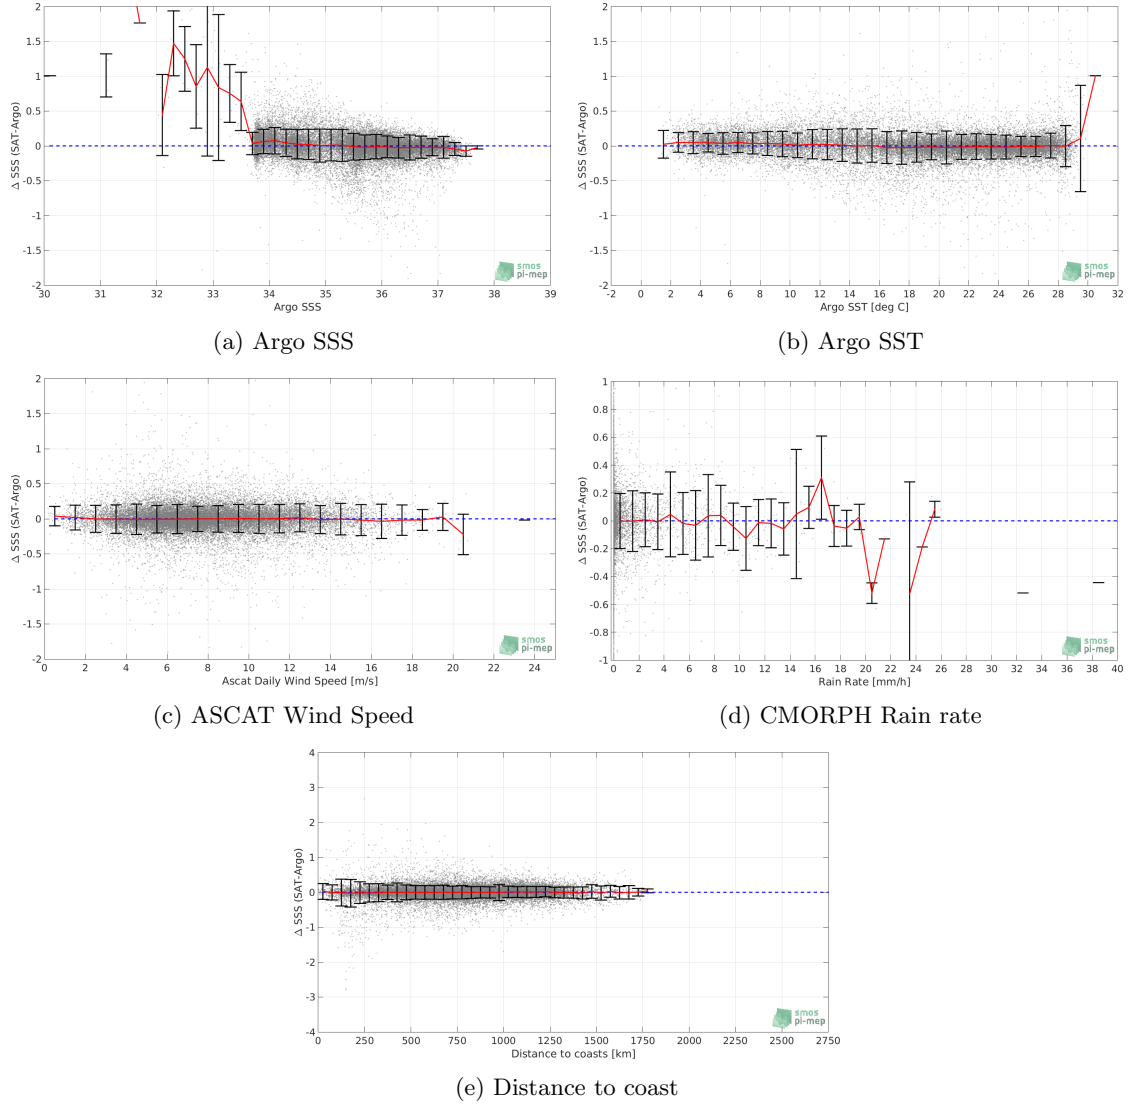 2
1.5
1
0.5
0
-0.5
-1
-1.5
-2
Δ SSS (SAT-Argo)
30 31 32 33 34 35 36 37 38 39
Argo SSS
smos
pi-mep
(a) Argo SSS
2
1.5
1
0.5
0
-0.5
-1
-1.5
-2
Δ SSS (SAT-Argo)
-2 0 2 4 6 8 10 12 14 16 18 20 22 24 26 28 30 32
Argo SST [deg C]
smos
pi-mep
(b) Argo SST
2
1.5
1
0.5
0
-0.5
-1
-1.5
-2
Δ SSS (SAT-Argo)
0 2 4 6 8 10 12 14 16 18 20 22 24
Ascat Daily Wind Speed [m/s]
smos
pi-mep
(c) ASCAT Wind Speed
1
0.8
0.6
0.4
0.2
0
-0.2
-0.4
-0.6
-0.8
-1
Δ SSS (SAT-Argo)
0 2 4 6 8 10 12 14 16 18 20 22 24 26 28 30 32 34 36 38 40
Rain Rate [mm/h]
smos
pi-mep
(d) CMORPH Rain rate
4
3
2
1
0
-1
-2
-3
-4
Δ SSS (SAT-Argo)
0 250 500 750 1000 1250 1500 1750 2000 2250 2500 2750
Distance to coasts [km]
smos
pi-mep
(e) Distance to coast